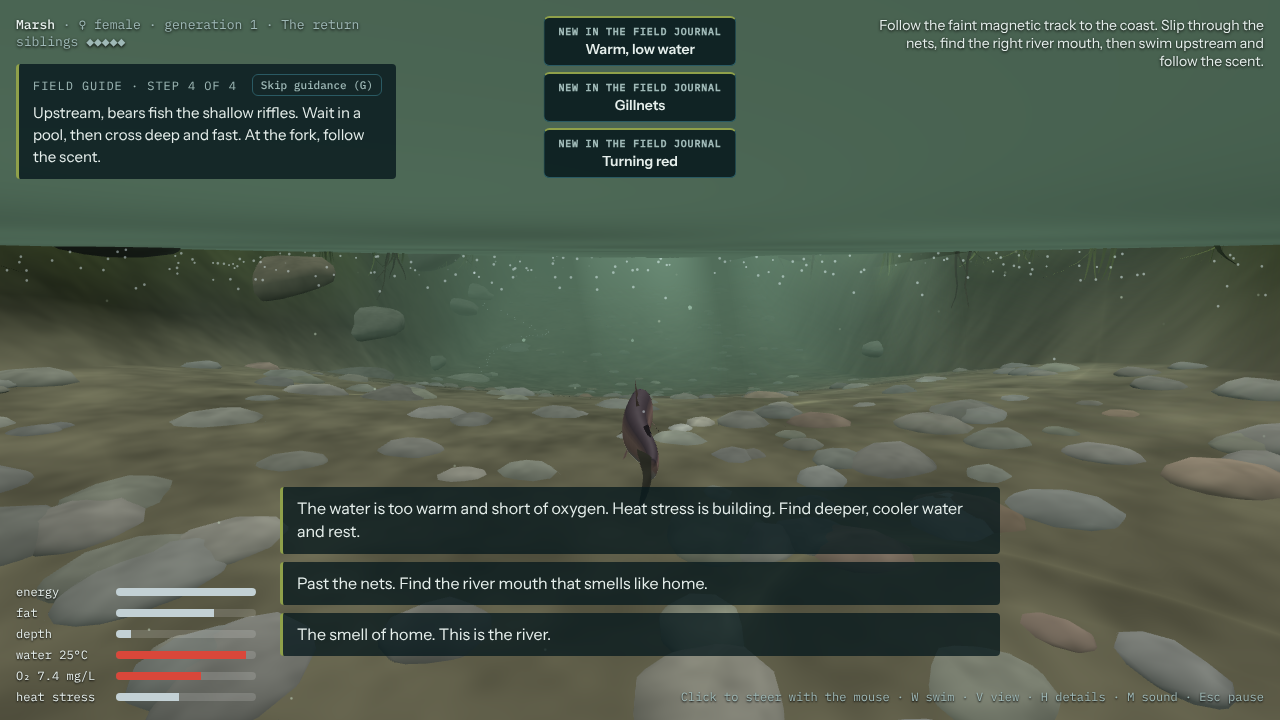 Marsh · ♀ female · generation 1 · The return
siblings ◆◆◆◆◆
FIELD GUIDE · STEP 4 OF 4
Skip guidance (G)
Upstream, bears fish the shallow riffles. Wait in a
pool, then cross deep and fast. At the fork, follow
the scent.
NEW IN THE FIELD JOURNAL
Warm, low water
NEW IN THE FIELD JOURNAL
Gillnets
NEW IN THE FIELD JOURNAL
Turning red
Follow the faint magnetic track to the coast. Slip through the
nets, find the right river mouth, then swim upstream and
follow the scent.
The water is too warm and short of oxygen. Heat stress is building. Find deeper, cooler water
and rest.
Past the nets. Find the river mouth that smells like home.
The smell of home. This is the river.
energy
fat
depth
water 25°C
O₂ 7.4 mg/L
heat stress
Click to steer with the mouse · W swim · V view · H details · M sound · Esc pause